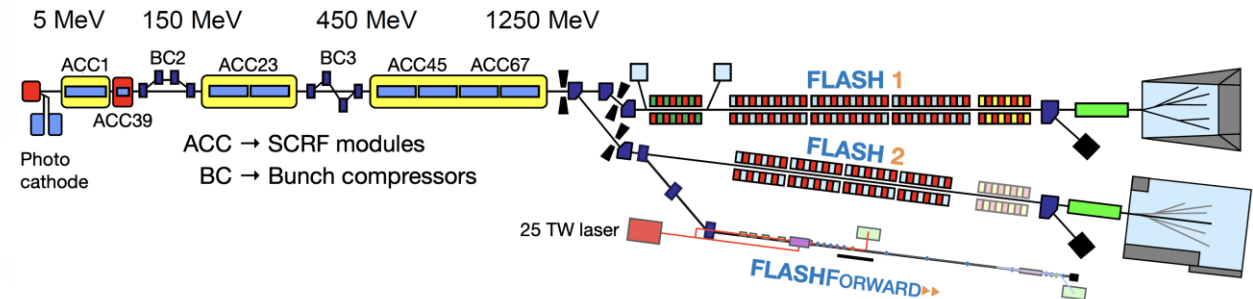 5 MeV 150 MeV 450 MeV 1250 MeV
BC2 BC3
ACC1 ACC23 ACC45 ACC67
ACC39
FLASH 1
ACC → SCRF modules
BC → Bunch compressors
Photo
cathode
FLASH 2
25 TW laser
FLASHFORWARD▸▸